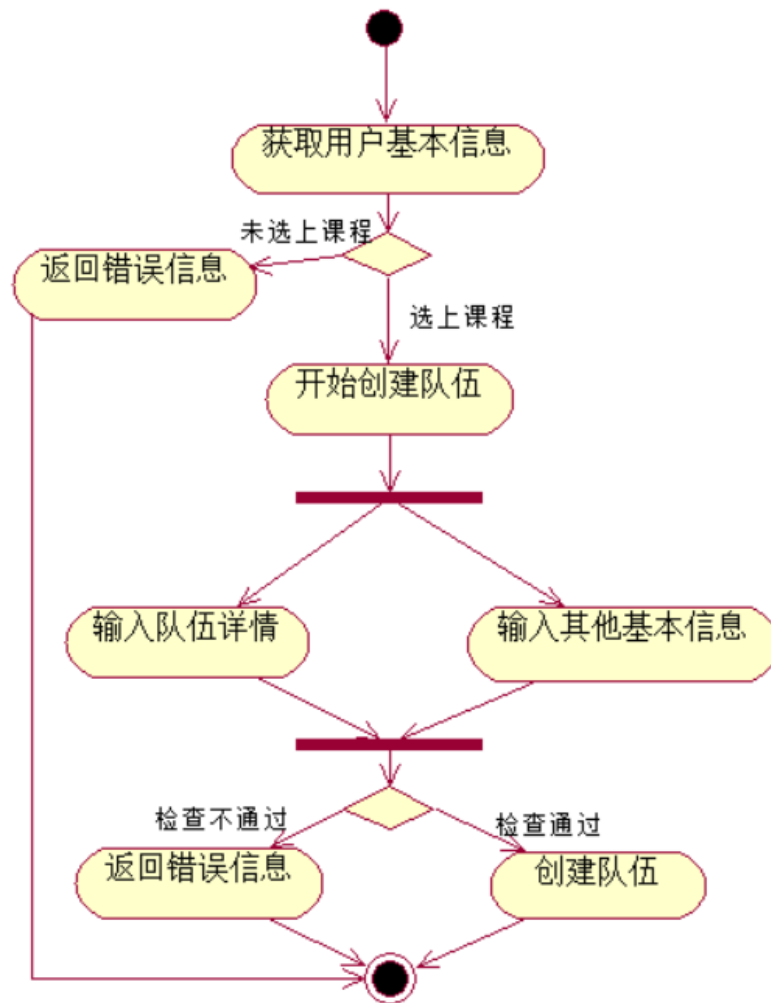 获取用户基本信息
未选上课程
返回错误信息
选上课程
开始创建队伍
输入队伍详情
输入其他基本信息
检查不通过
检查通过
返回错误信息
创建队伍